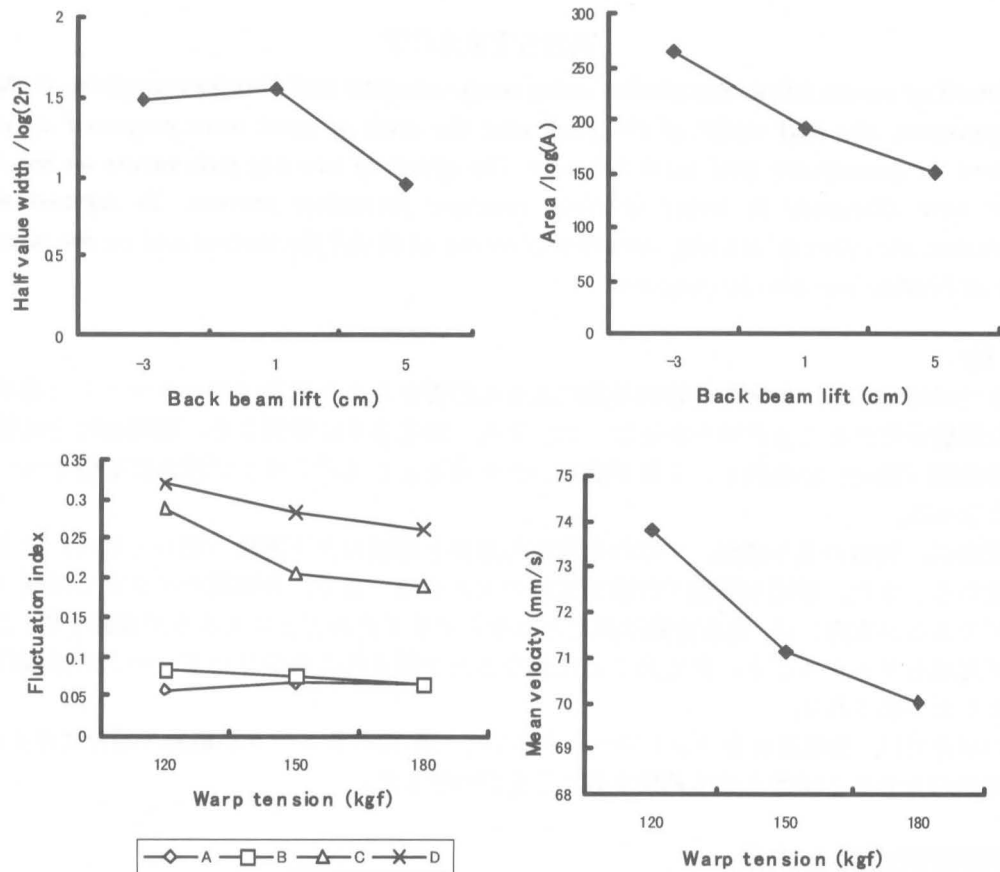 2
1.5
1
0.5
0
-3 1 5
Half value width /log(2r)
Back beam lift (cm)
300
250
200
150
100
50
0
-3 1 5
Area /log(A)
Back beam lift (cm)
0.35
0.3
0.25
0.2
0.15
0.1
0.05
0
120 150 180
Fluctuation index
Warp tension (kgf)
A B C D
75
74
73
72
71
70
69
68
120 150 180
Mean velocity (mm/s)
Warp tension (kgf)